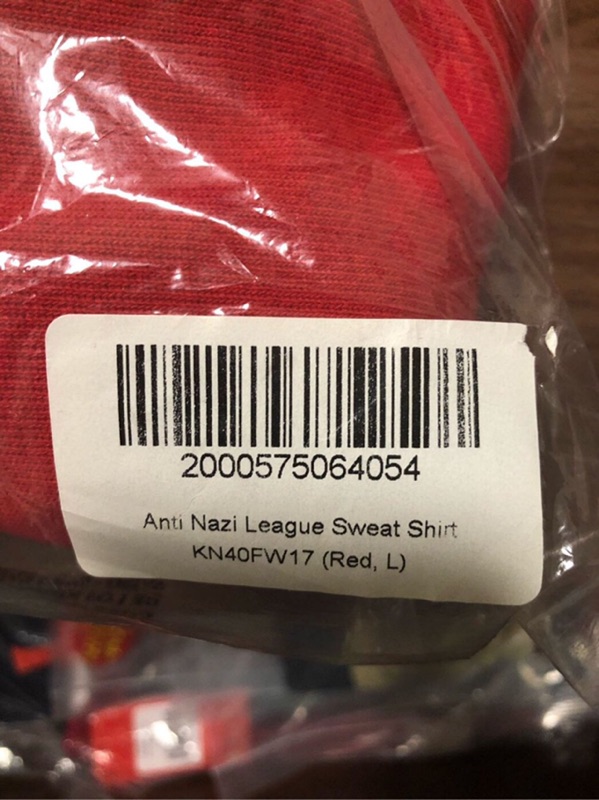 2000575064054
Anti Nazi League Sweat Shirt
KN40FW17 (Red, L)